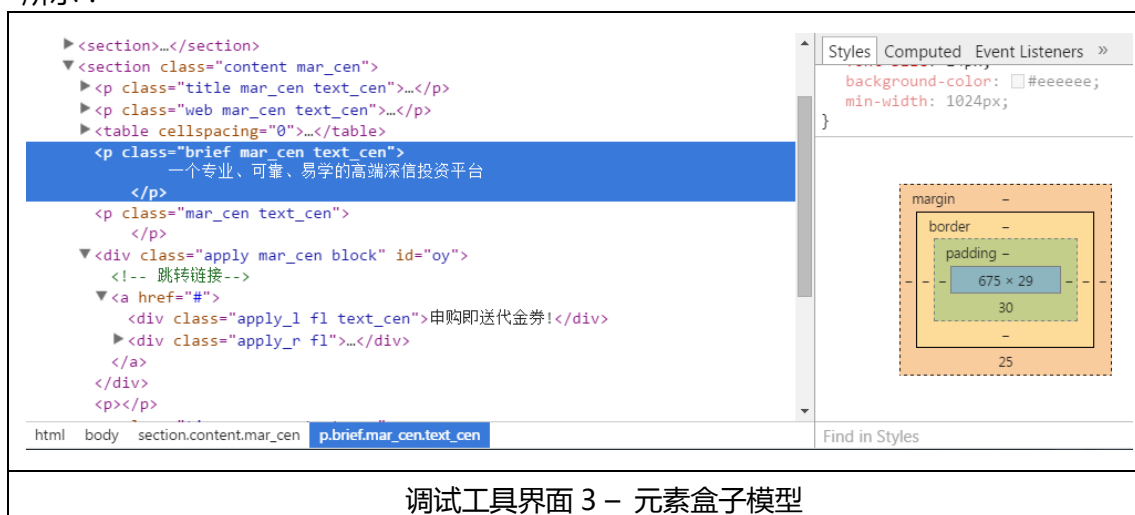 ▶<section>…</section>
▼<section class="content mar_cen">
▶<p class="title mar_cen text_cen">…</p>
▶<p class="web mar_cen text_cen">…</p>
▶<table cellspacing="0">…</table>
<p class="brief mar_cen text_cen">
一个专业、可靠、易学的高端深信投资平台
</p>
<p class="mar_cen text_cen">
</p>
▼<div class="apply mar_cen block" id="oy">
<!-- 跳转链接-->
▼<a href="#">
<div class="apply_l fl text_cen">申购即送代金券!</div>
▶<div class="apply_r fl">…</div>
</a>
</div>
<p></p>
html body section.content.mar_cen p.brief.mar_cen.text_cen
Styles Computed Event Listeners »
background-color: #eeeeee;
min-width: 1024px;
}
margin –
border –
padding –
– – – 675 × 29 – – –
30
–
25
Find in Styles
调试工具界面 3 – 元素盒子模型